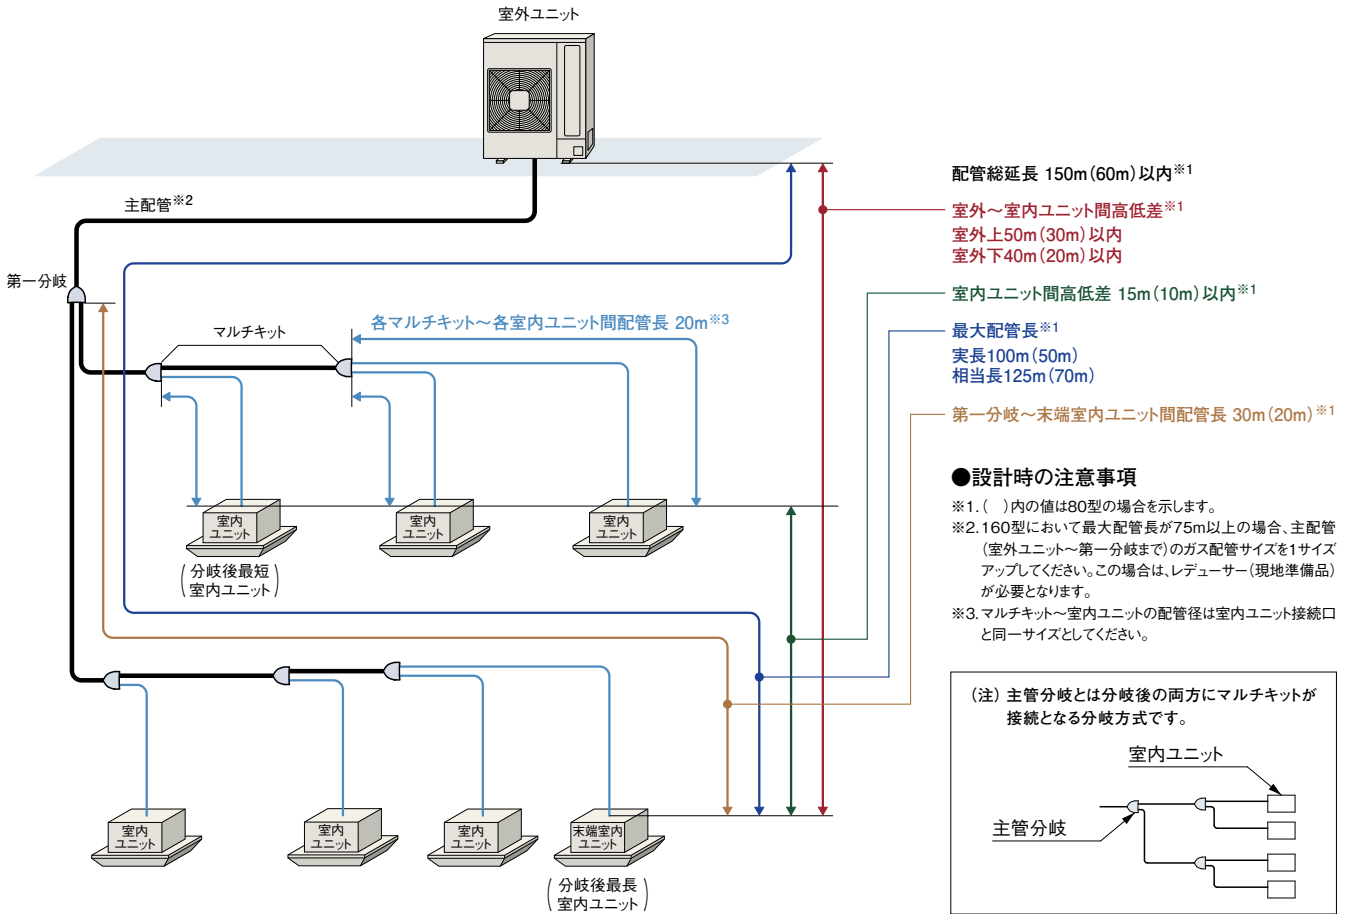 室外ユニット
主配管※2
第一分岐
マルチキット
各マルチキット～各室内ユニット間配管長 20m※3
室内
ユニット
(分岐後最短
室内ユニット)
室内
ユニット
室内
ユニット
室内
ユニット
室内
ユニット
室内
ユニット
末端室内
ユニット
(分岐後最長
室内ユニット)
配管総延長 150m(60m)以内※1
室外～室内ユニット間高低差※1
室外上50m(30m)以内
室外下40m(20m)以内
室内ユニット間高低差 15m(10m)以内※1
最大配管長※1
実長100m(50m)
相当長125m(70m)
第一分岐～末端室内ユニット間配管長 30m(20m)※1
●設計時の注意事項
※1.( )内の値は80型の場合を示します。
※2.160型において最大配管長が75m以上の場合、主配管
(室外ユニット～第一分岐まで)のガス配管サイズを1サイズ
アップしてください。この場合は、レデューサー(現地準備品)
が必要となります。
※3.マルチキット～室内ユニットの配管径は室内ユニット接続口
と同一サイズとしてください。
(注) 主管分岐とは分岐後の両方にマルチキットが
接続となる分岐方式です。
室内ユニット
主管分岐